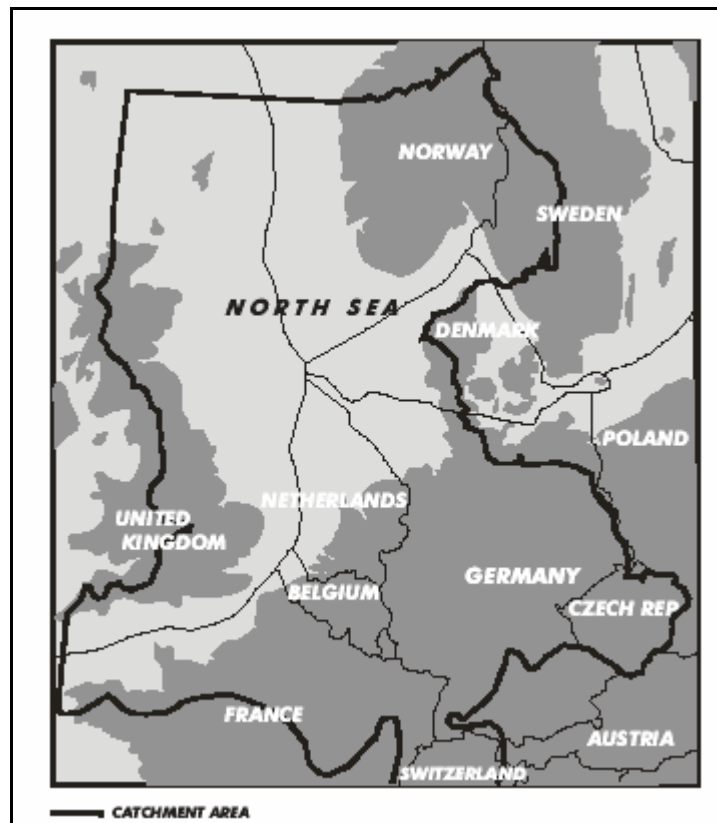 NORWAY
SWEDEN
NORTH SEA
DENMARK
POLAND
NETHERLANDS
UNITED
KINGDOM
GERMANY
BELGIUM
CZECH REP
FRANCE
AUSTRIA
SWITZERLAND
CATCHMENT AREA